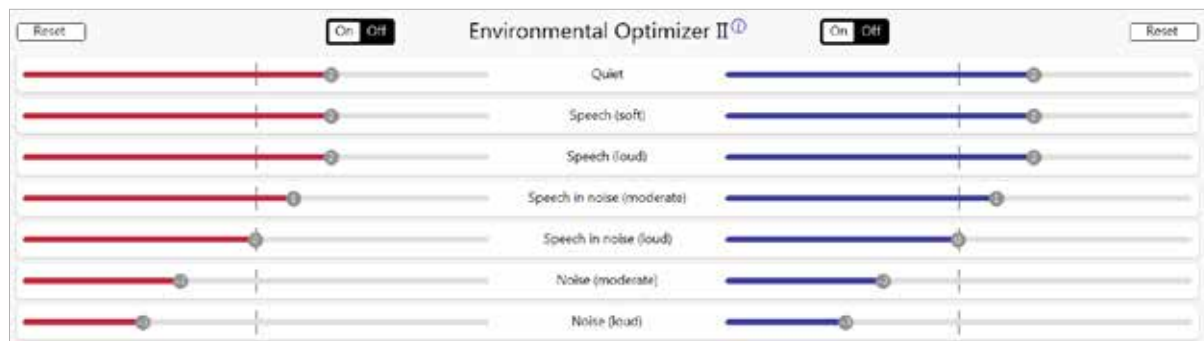 Reset On Off Environmental Optimizer II i On Off Reset
Quiet
Speech (soft)
Speech (loud)
Speech in noise (moderate)
Speech in noise (loud)
Noise (moderate)
Noise (loud)